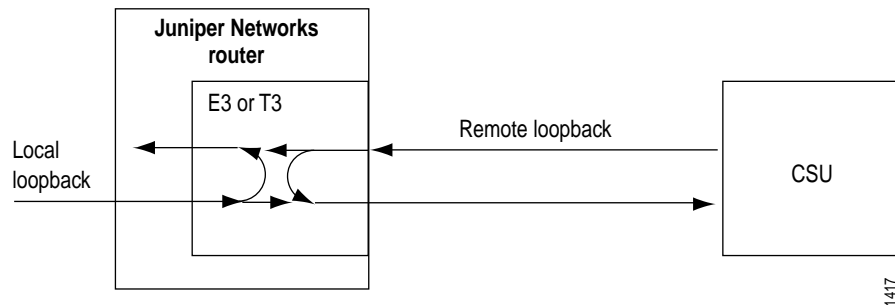 Juniper Networks
router
E3 or T3
Remote loopback
Local
loopback
CSU
1417